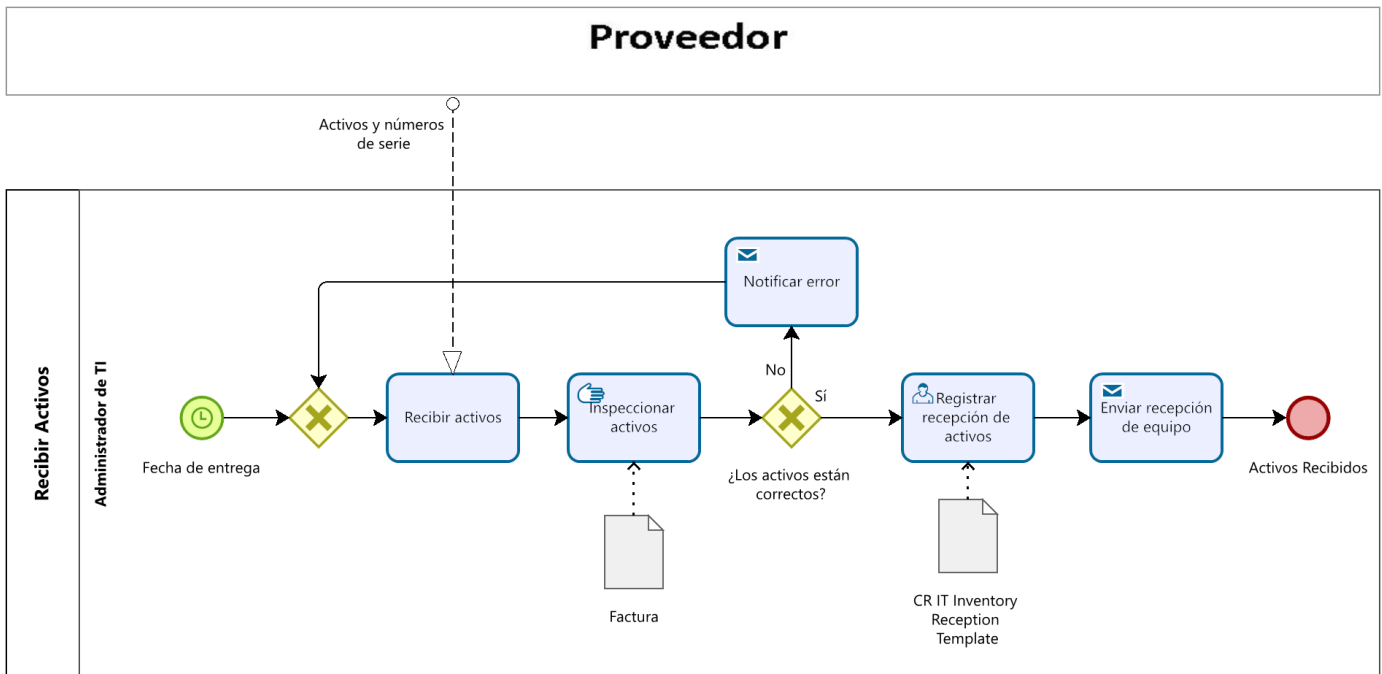 Proveedor
Activos y números
de serie
Recibir Activos
Administrador de TI
Notificar error
No
Sí
Fecha de entrega
Recibir activos
Inspeccionar
activos
¿Los activos están
correctos?
Registrar
recepción de
activos
Enviar recepción
de equipo
Activos Recibidos
Factura
CR IT Inventory
Reception
Template